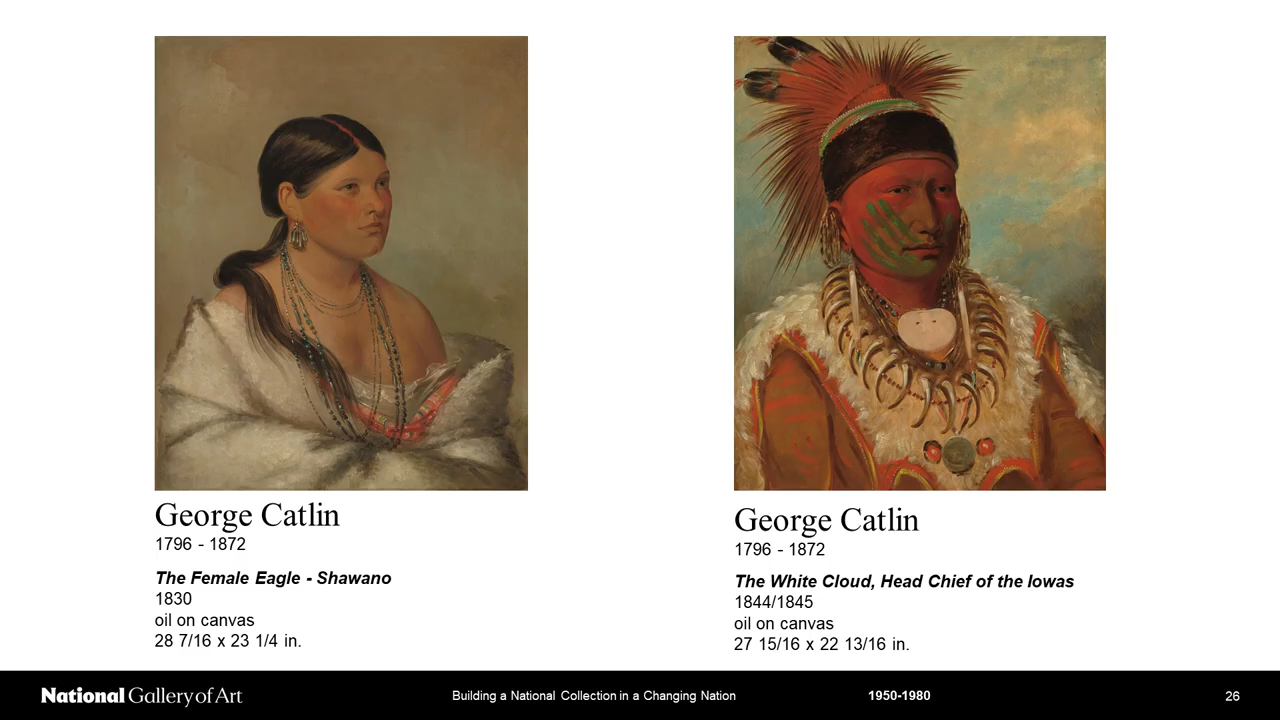 George Catlin
1796 - 1872
The Female Eagle - Shawano
1830
oil on canvas
28 7/16 x 23 1/4 in.
George Catlin
1796 - 1872
The White Cloud, Head Chief of the Iowas
1844/1845
oil on canvas
27 15/16 x 22 13/16 in.
National Gallery of Art
Building a National Collection in a Changing Nation
1950-1980
26